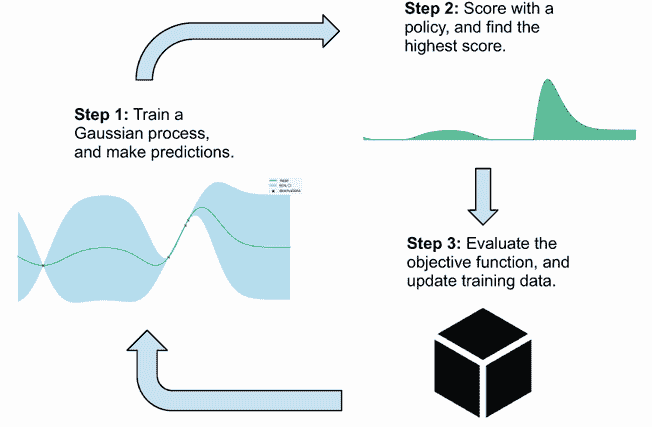 Step 2: Score with a
policy, and find the
highest score.
Step 1: Train a
Gaussian process,
and make predictions.
Mean
95% CI
observations
Step 3: Evaluate the
objective function, and
update training data.